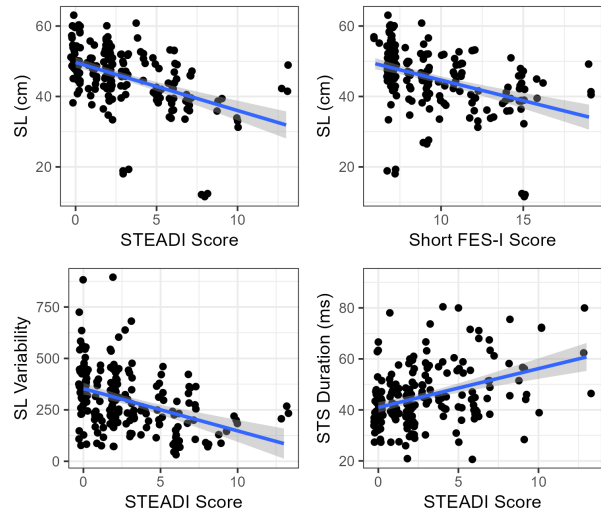 60
40
20
SL (cm)
0 5 10
STEADI Score
60
40
20
SL (cm)
10 15
Short FES-I Score
750
500
250
0
SL Variability
0 5 10
STEADI Score
80
60
40
20
STS Duration (ms)
0 5 10
STEADI Score